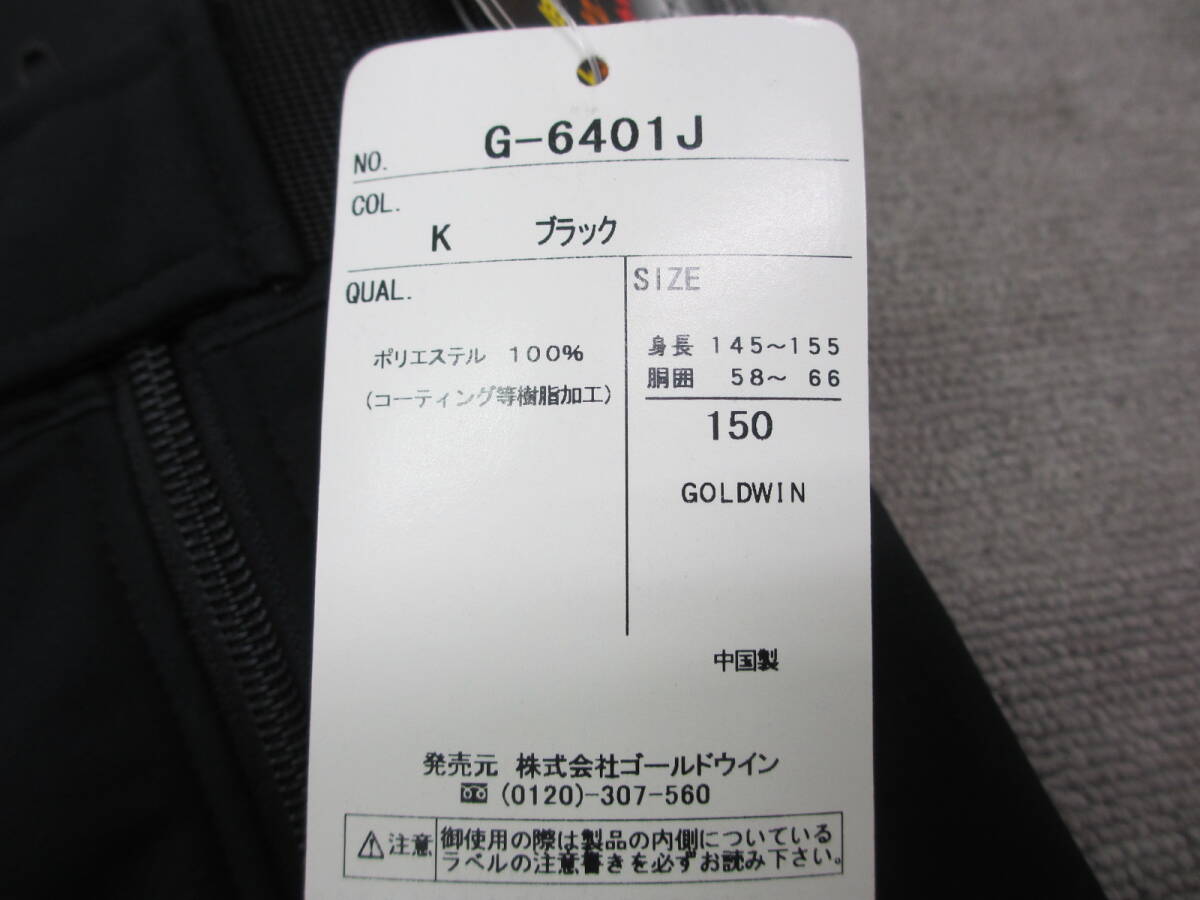 NO. G-6401J
COL.
K ブラック
QUAL.
ポリエステル 100%
(コーティング等樹脂加工)
SIZE
身長 145~155
胴囲 58~ 66
150
GOLDWIN
中国製
発売元 株式会社ゴールドウイン
(0120)-307-560
⚠注意 御使用の際は製品の内側についている
ラベルの注意書きを必ずお読み下さい。